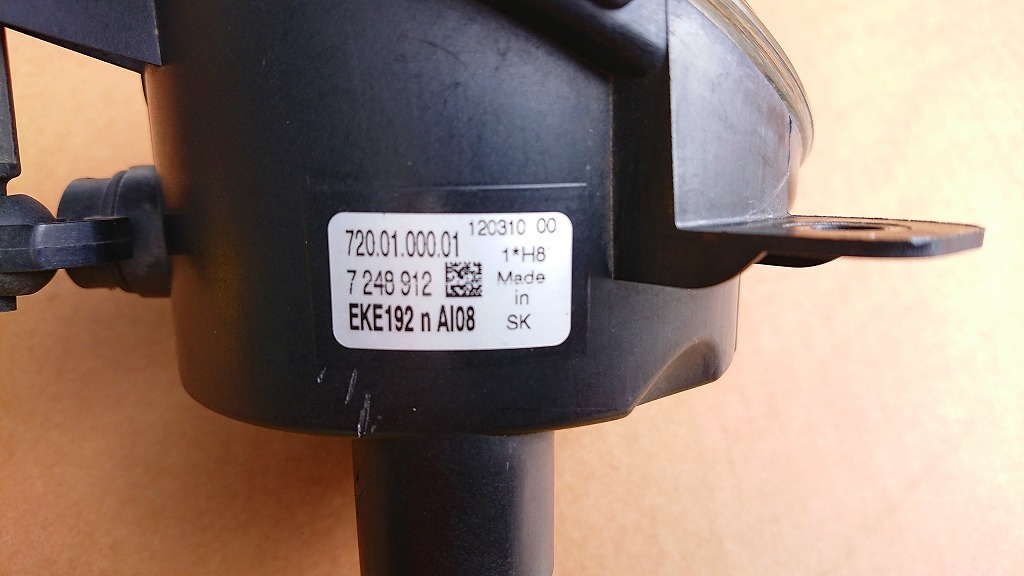 120310 00
720.01.000.01
1*H8
7 248 912
Made
in
EKE192 n AI08
SK